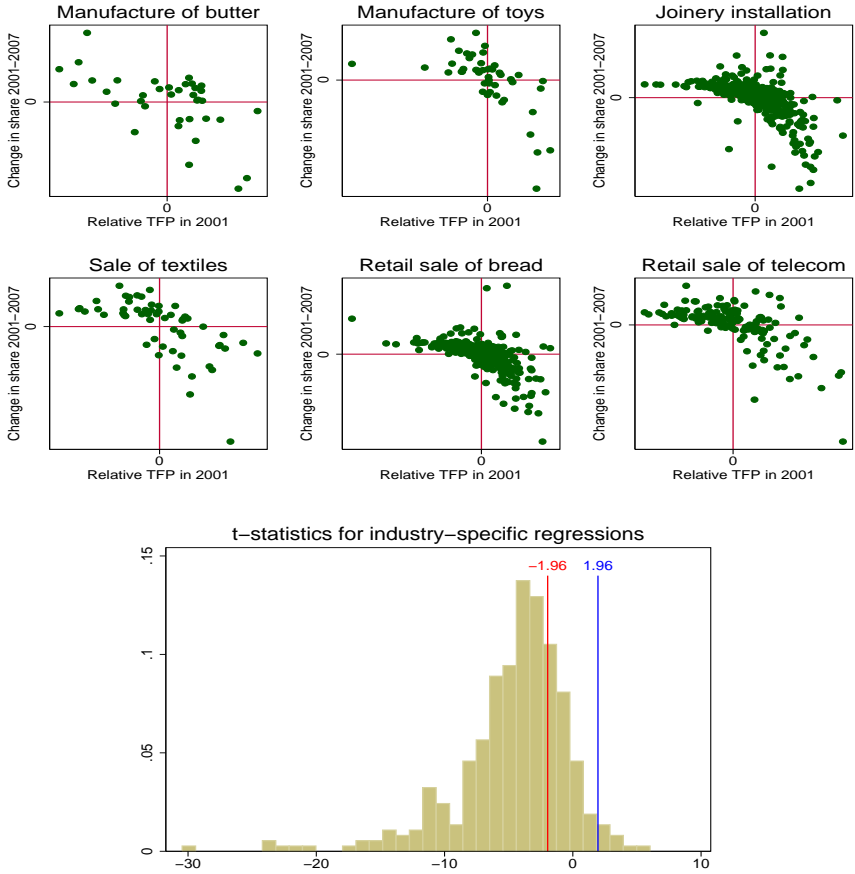 Manufacture of butter
Change in share 2001−2007
0
0
Relative TFP in 2001
Manufacture of toys
Change in share 2001−2007
0
0
Relative TFP in 2001
Joinery installation
Change in share 2001−2007
0
0
Relative TFP in 2001
Sale of textiles
Change in share 2001−2007
0
0
Relative TFP in 2001
Retail sale of bread
Change in share 2001−2007
0
0
Relative TFP in 2001
Retail sale of telecom
Change in share 2001−2007
0
0
Relative TFP in 2001
t−statistics for industry−specific regressions
−1.96 1.96
.15
.1
.05
0
−30 −20 −10 0 10